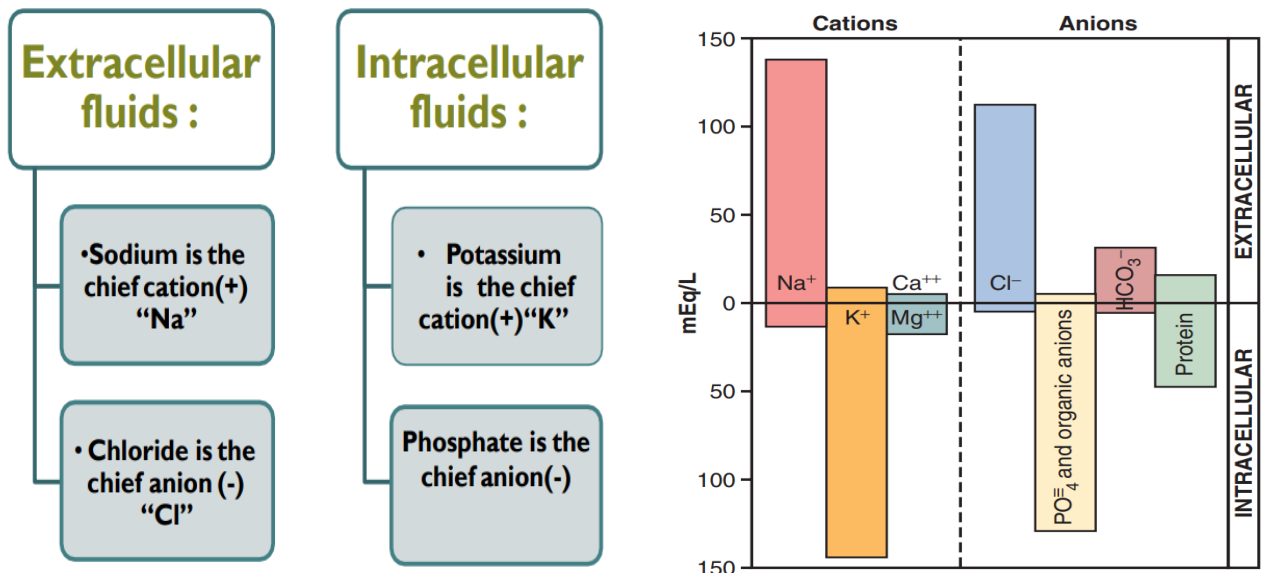 Extracellular
fluids :
•Sodium is the
chief cation(+)
“Na”
• Chloride is the
chief anion (-)
“Cl”
Intracellular
fluids :
• Potassium
is the chief
cation(+)“K”
Phosphate is the
chief anion(-)
Cations
Anions
150
100
50
0
50
100
150
mEq/L
Na⁺
K⁺
Ca⁺⁺
Mg⁺⁺
Cl⁻
PO₄≡ and organic anions
HCO₃⁻
Protein
EXTRACELLULAR
INTRACELLULAR